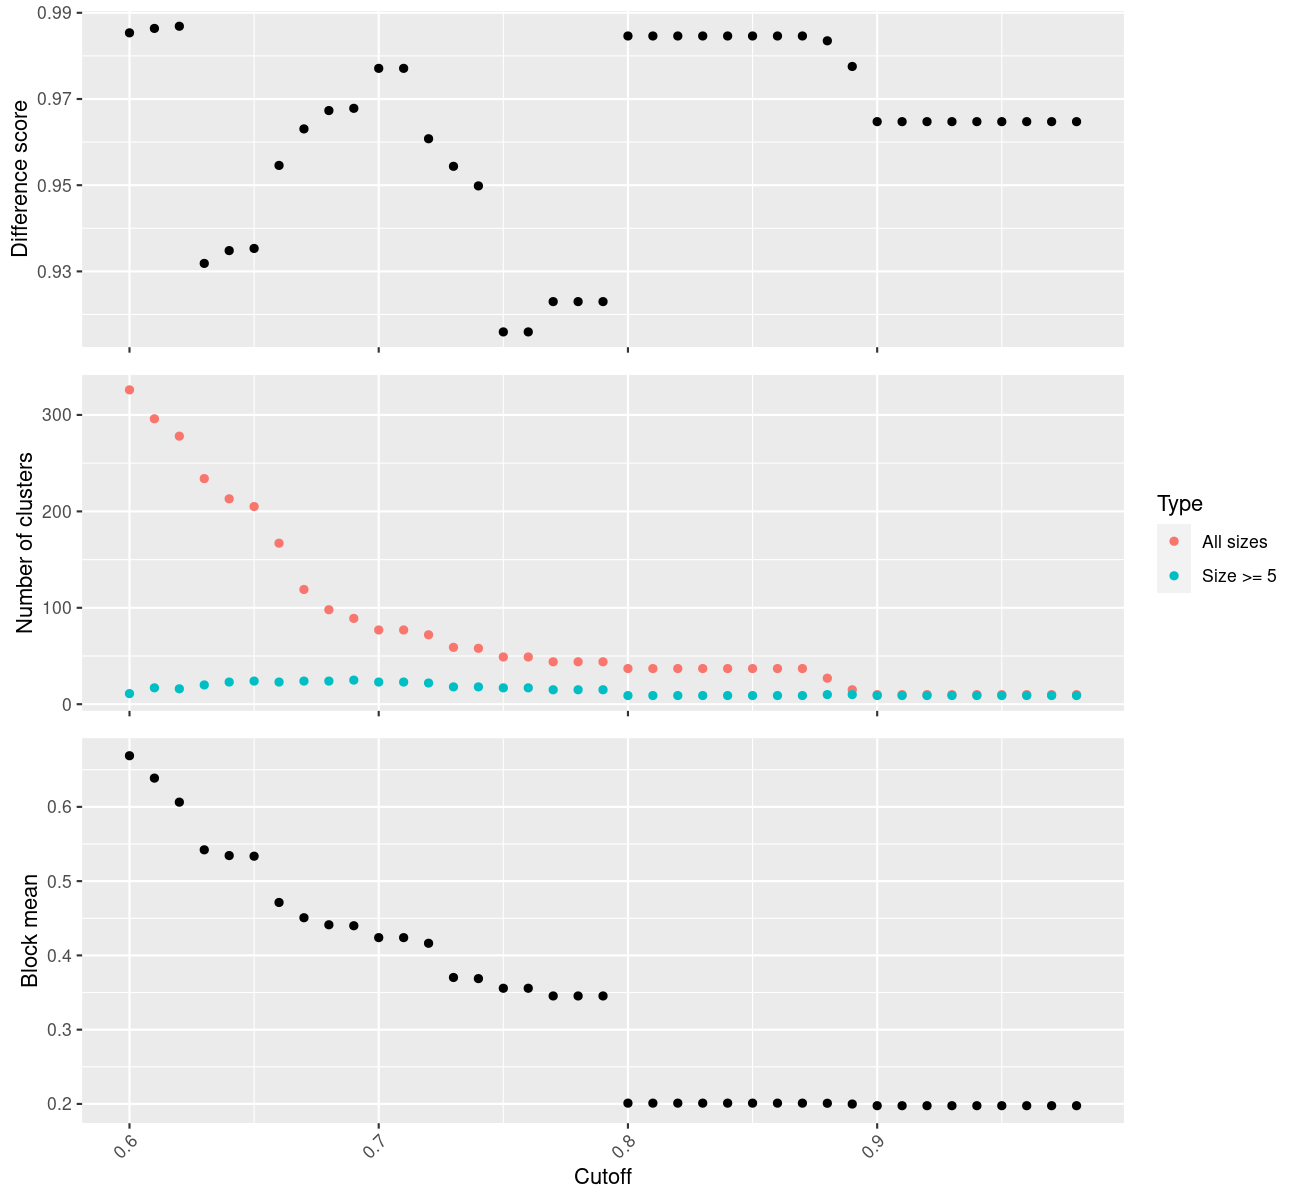 Difference score
0.99
0.97
0.95
0.93
Number of clusters
300
200
100
0
Type
All sizes
Size >= 5
Block mean
0.6
0.5
0.4
0.3
0.2
0.6 0.7 0.8 0.9
Cutoff